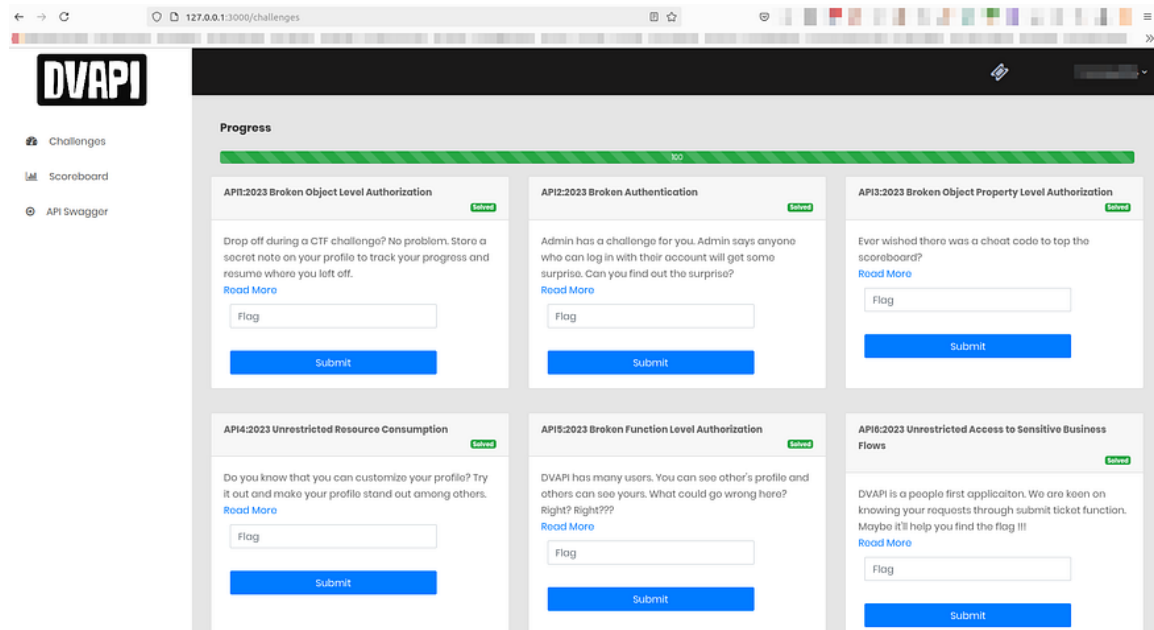 127.0.0.1:3000/challenges
DVAPI
Challenges
Scoreboard
API Swagger
Progress
100
API1:2023 Broken Object Level Authorization
Solved
Drop off during a CTF challenge? No problem. Store a
secret note on your profile to track your progress and
resume where you left off.
Read More
Flag
Submit
API2:2023 Broken Authentication
Solved
Admin has a challenge for you. Admin says anyone
who can log in with their account will get some
surprise. Can you find out the surprise?
Read More
Flag
Submit
API3:2023 Broken Object Property Level Authorization
Solved
Ever wished there was a cheat code to top the
scoreboard?
Read More
Flag
Submit
API4:2023 Unrestricted Resource Consumption
Solved
Do you know that you can customize your profile? Try
it out and make your profile stand out among others.
Read More
Flag
Submit
API5:2023 Broken Function Level Authorization
Solved
DVAPI has many users. You can see other's profile and
others can see yours. What could go wrong here?
Right? Right???
Read More
Flag
Submit
API6:2023 Unrestricted Access to Sensitive Business
Flows
Solved
DVAPI is a people first applicaiton. We are keen on
knowing your requests through submit ticket function.
Maybe it'll help you find the flag !!!
Read More
Flag
Submit